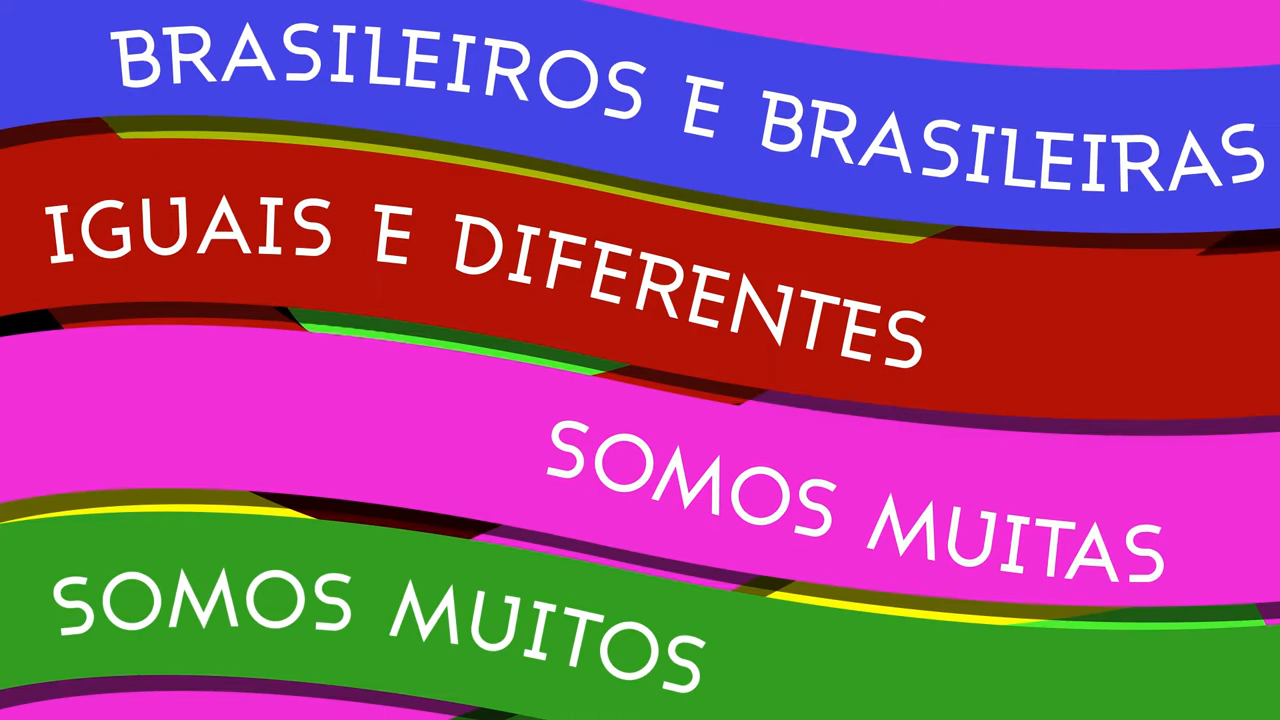 BRASILEIROS E BRASILEIRAS
IGUAIS E DIFERENTES
SOMOS MUITAS
SOMOS MUITOS